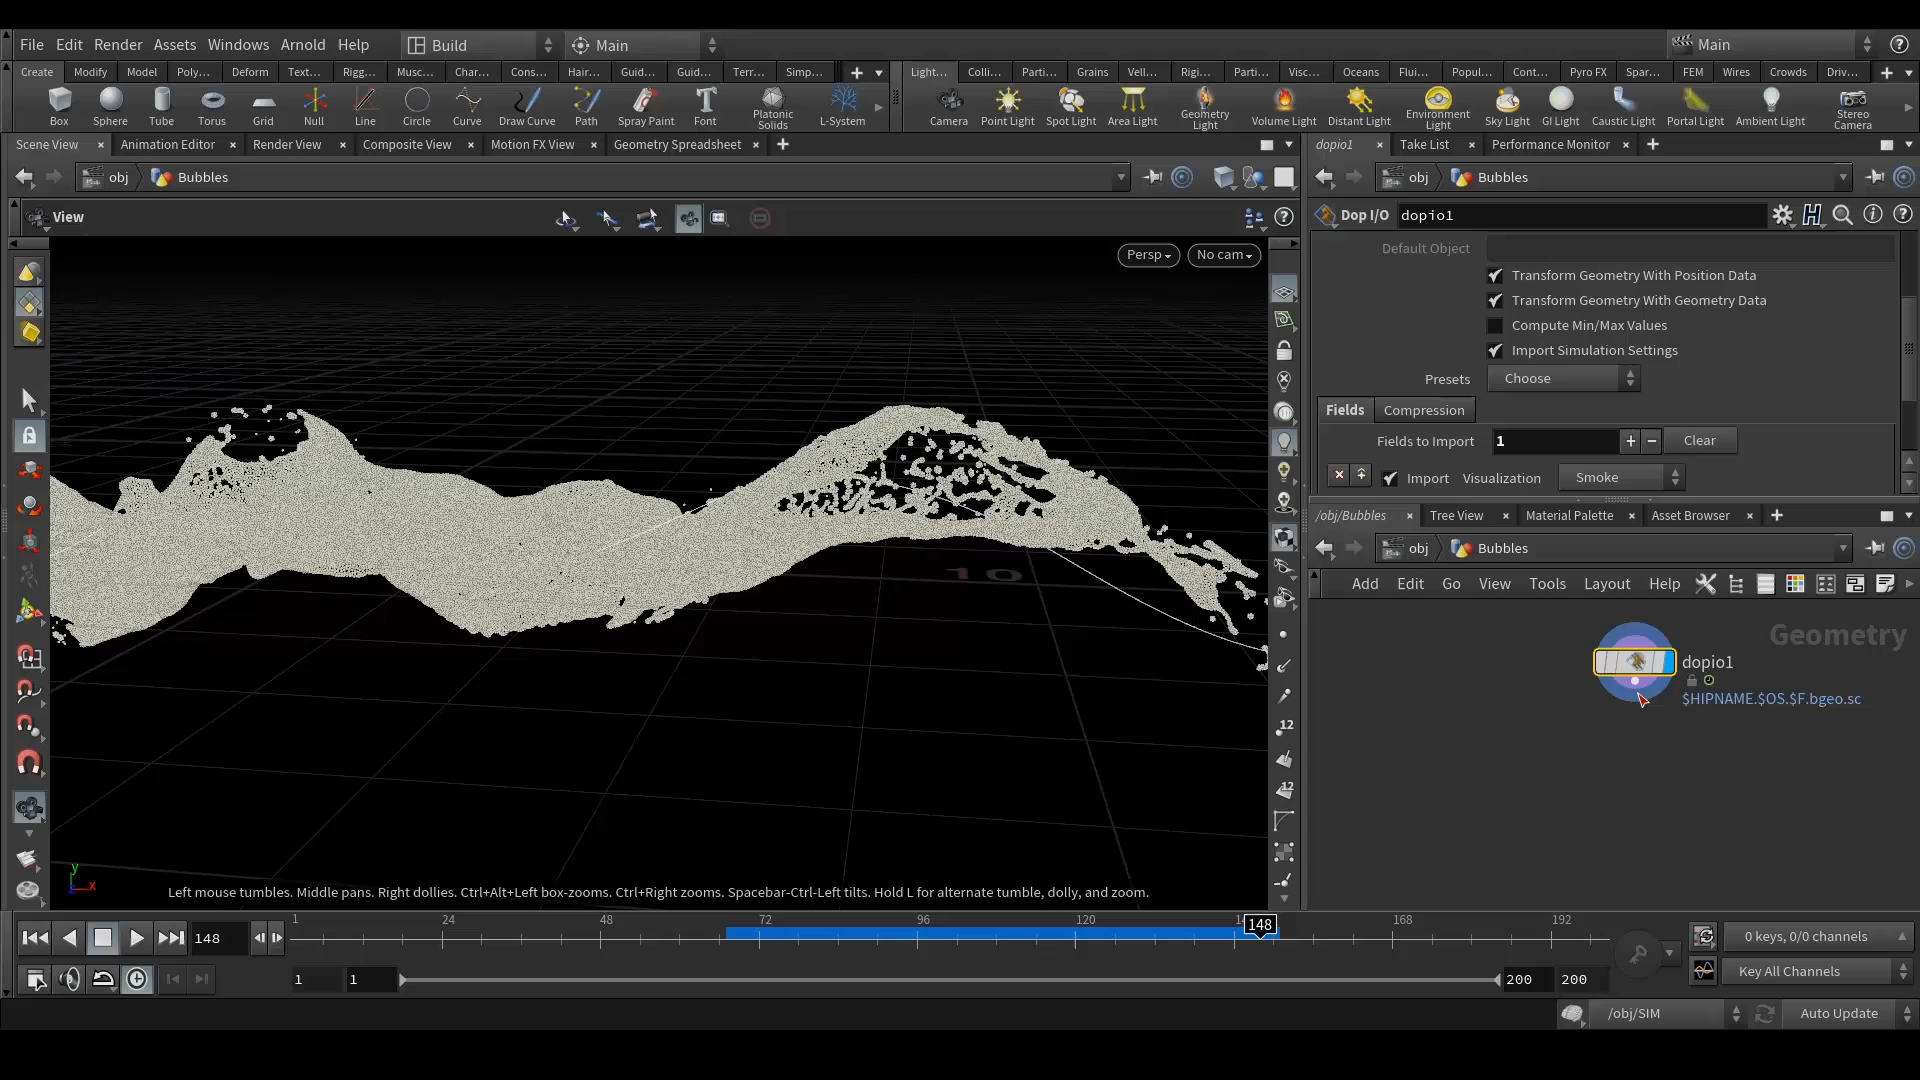 File Edit Render Assets Windows Arnold Help Build Main Main
Create Modify Model Poly... Deform Text... Rigg... Musc... Char... Cons... Hair... Guid... Guid... Terr... Simp... Light... Colli... Parti... Grains Vell... Rigi... Parti... Visc... Oceans Flui... Popul... Cont... Pyro FX Spar... FEM Wires Crowds Driv...
Box Sphere Tube Torus Grid Null Line Circle Curve Draw Curve Path Spray Paint Font Platonic Solids L-System Camera Point Light Spot Light Area Light Geometry Light Volume Light Distant Light Environment Light Sky Light GI Light Caustic Light Portal Light Ambient Light Stereo Camera
Scene View Animation Editor Render View Composite View Motion FX View Geometry Spreadsheet dopio1 Take List Performance Monitor
obj Bubbles obj Bubbles
View Dop I/O dopio1
Persp No cam
Default Object
Transform Geometry With Position Data
Transform Geometry With Geometry Data
Compute Min/Max Values
Import Simulation Settings
Presets Choose
Fields Compression
Fields to Import 1 Clear
Import Visualization Smoke
/obj/Bubbles Tree View Material Palette Asset Browser
obj Bubbles
Add Edit Go View Tools Layout Help
Geometry
dopio1
$HIPNAME.$OS.$F.bgeo.sc
10
12
12
y
x
Left mouse tumbles. Middle pans. Right dollies. Ctrl+Alt+Left box-zooms. Ctrl+Right zooms. Spacebar-Ctrl-Left tilts. Hold L for alternate tumble, dolly, and zoom.
1 24 48 72 96 120 168 192
148 148
0 keys, 0/0 channels
1 1 200 200 Key All Channels
/obj/SIM Auto Update